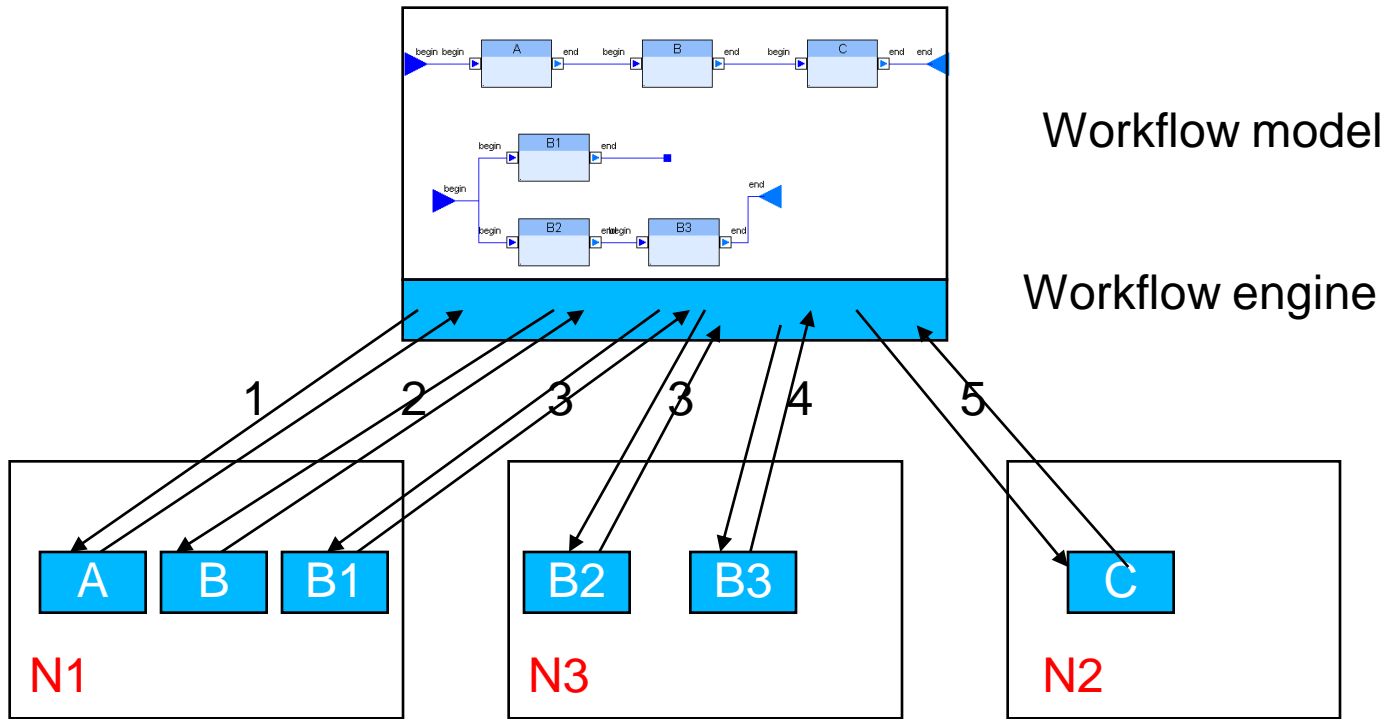 A B C
begin begin end begin end begin end end
Workflow model
B1
begin end
begin end
B2 B3
begin end begin end
Workflow engine
1 2 3 3 4 5
A B B1 B2 B3 C
N1 N3 N2